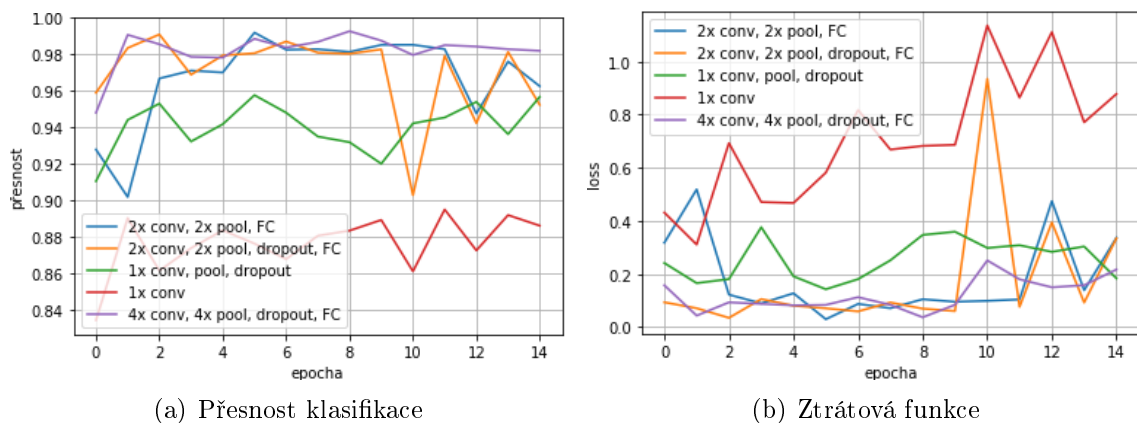 1.00
0.98
0.96
0.94
0.92
0.90
0.88
0.86
0.84
přesnost
2x conv, 2x pool, FC
2x conv, 2x pool, dropout, FC
1x conv, pool, dropout
1x conv
4x conv, 4x pool, dropout, FC
0 2 4 6 8 10 12 14
epocha
(a) Přesnost klasifikace
2x conv, 2x pool, FC
2x conv, 2x pool, dropout, FC
1x conv, pool, dropout
1x conv
4x conv, 4x pool, dropout, FC
1.0
0.8
0.6
0.4
0.2
0.0
loss
0 2 4 6 8 10 12 14
epocha
(b) Ztrátová funkce